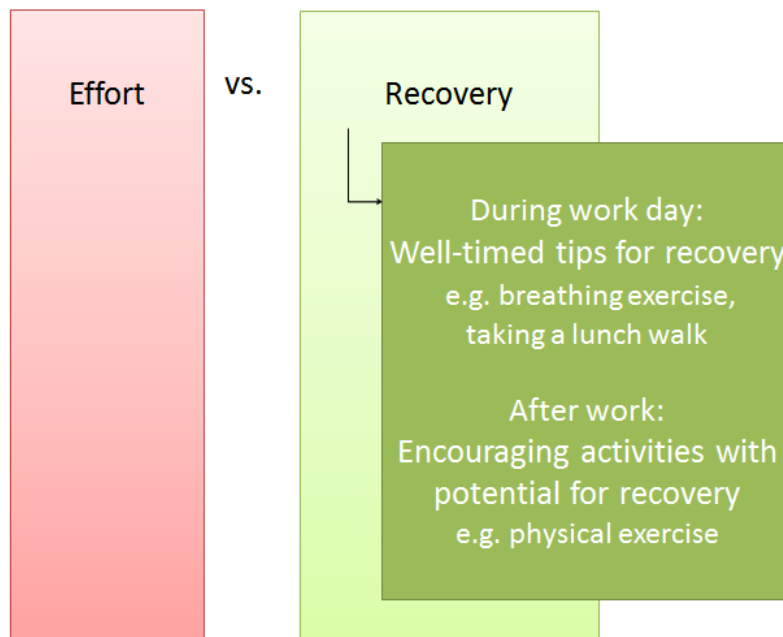 Effort vs. Recovery
During work day:
Well-timed tips for recovery
e.g. breathing exercise,
taking a lunch walk
After work:
Encouraging activities with
potential for recovery
e.g. physical exercise